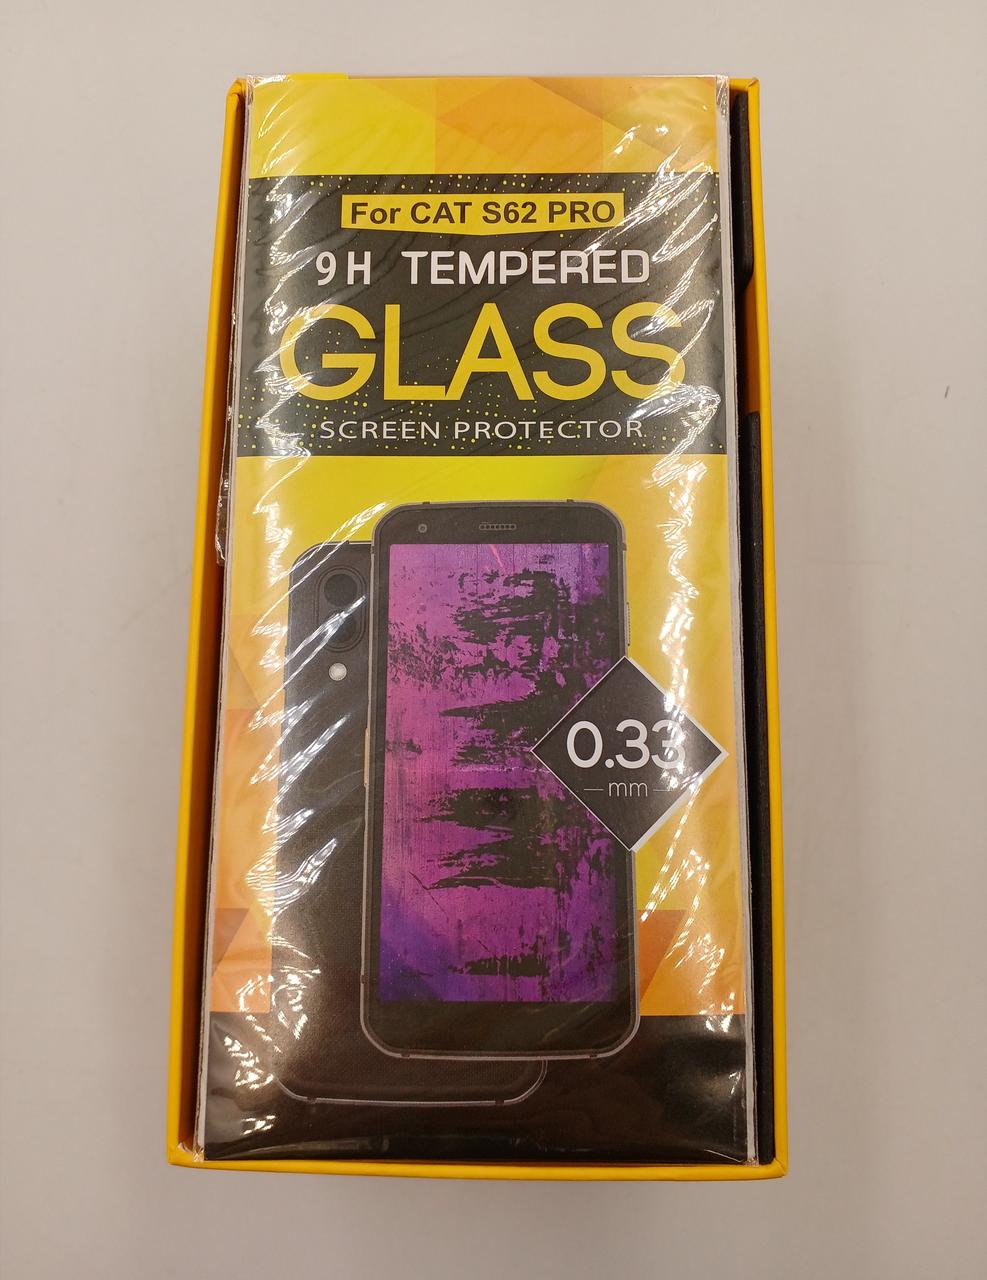 For CAT S62 PRO
9H TEMPERED
GLASS
SCREEN PROTECTOR
0.33
mm